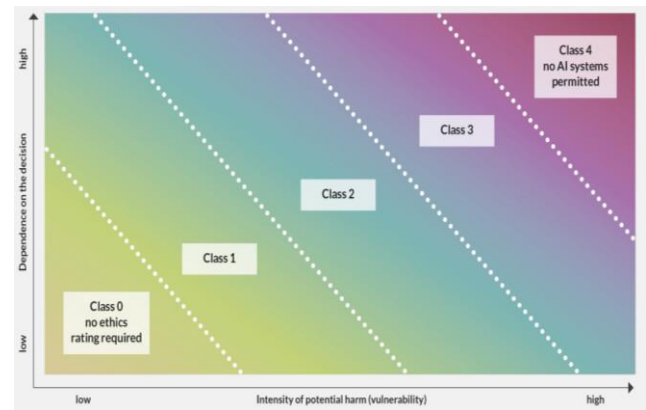 high
Class 4
no AI systems
permitted
Class 3
Dependence on the decision
Class 2
Class 1
Class 0
no ethics
rating required
low
low
Intensity of potential harm (vulnerability)
high